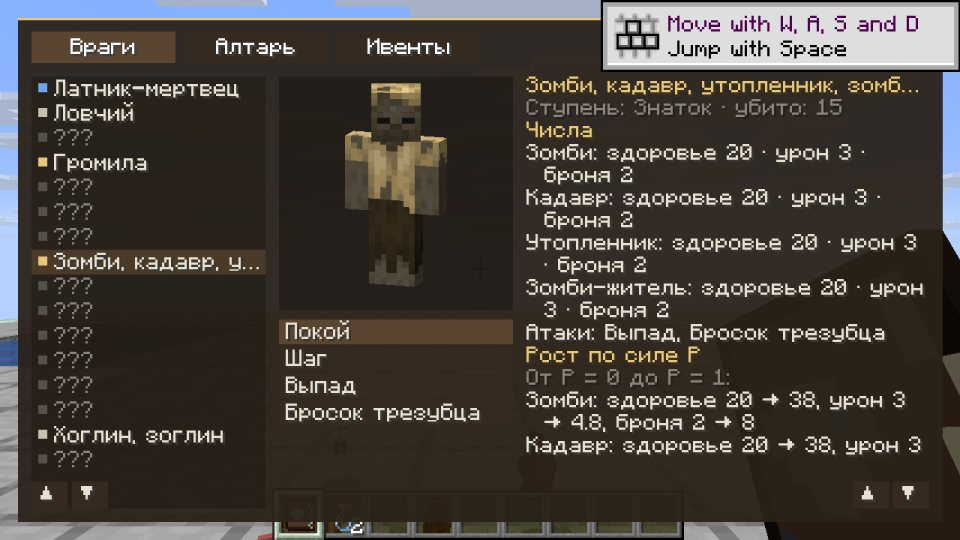 Move with W, A, S and D
Jump with Space
Враги
Алтарь
Ивенты
Латник-мертвец
Ловчий
???
Громила
???
???
???
Зомби, кадавр, у...
???
???
???
???
???
???
Хоглин, зоглин
???
Покой
Шаг
Выпад
Бросок трезубца
Зомби, кадавр, утопленник, зомб...
Ступень: Знаток · убито: 15
Числа
Зомби: здоровье 20 · урон 3 ·
броня 2
Кадавр: здоровье 20 · урон 3 ·
броня 2
Утопленник: здоровье 20 · урон 3
· броня 2
Зомби-житель: здоровье 20 · урон
3 · броня 2
Атаки: Выпад, Бросок трезубца
Рост по силе P
От P = 0 до P = 1:
Зомби: здоровье 20 → 38, урон 3
→ 4.8, броня 2 → 8
Кадавр: здоровье 20 → 38, урон 3
2